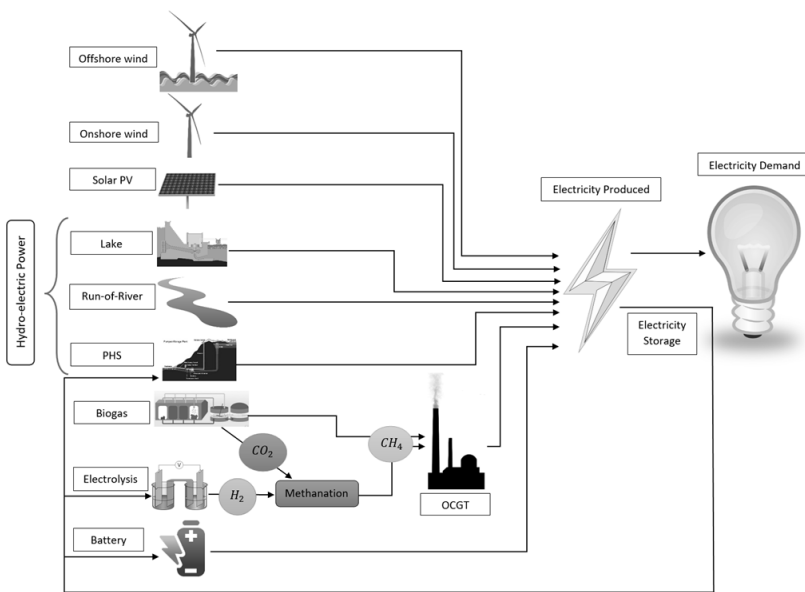 Offshore wind
Onshore wind
Solar PV
Hydro-electric Power
Lake
Run-of-River
PHS
Biogas
Electrolysis
Battery
V
CO₂
H₂
Methanation
CH₄
OCGT
Electricity Produced
Electricity Demand
Electricity
Storage